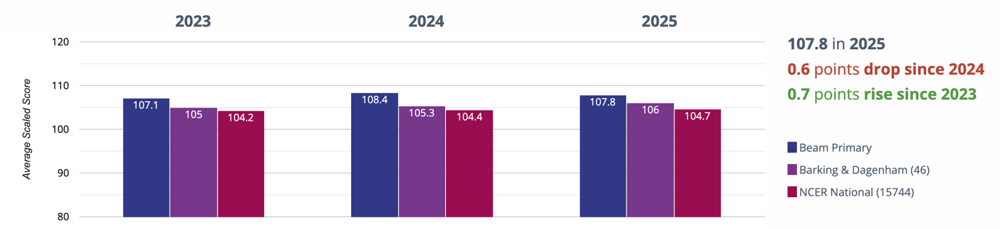 2023 2024 2025
120
110
100
90
80
Average Scaled Score
107.1 105 104.2
108.4 105.3 104.4
107.8 106 104.7
107.8 in 2025
0.6 points drop since 2024
0.7 points rise since 2023
Beam Primary
Barking & Dagenham (46)
NCER National (15744)